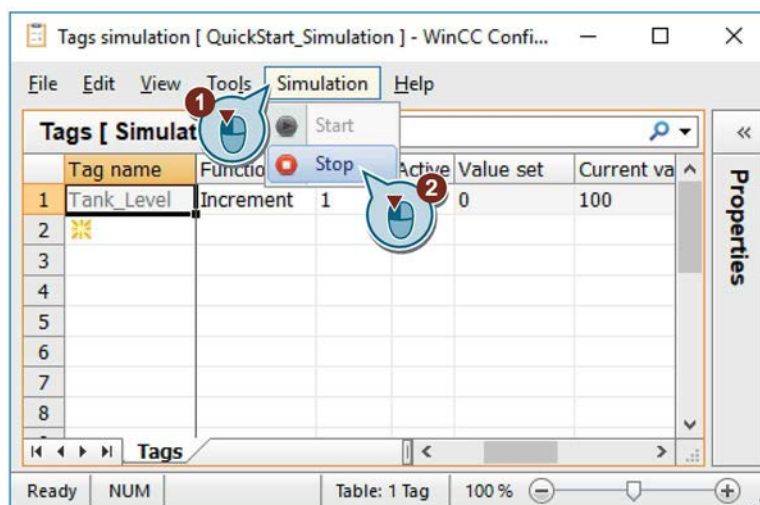 Tags simulation [ QuickStart_Simulation ] - WinCC Confi...
File Edit View Tools Simulation Help
1
Tags [ Simulat
Start
Stop
2
Tag name Functio Active Value set Current va
1 Tank_Level Increment 1 0 100
2
3
4
5
6
7
8
Tags
Properties
Ready NUM Table: 1 Tag 100 %